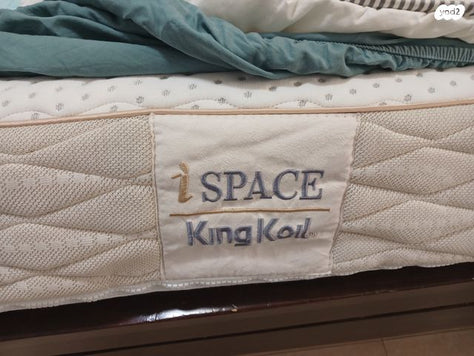 yad2
i SPACE
King Koil